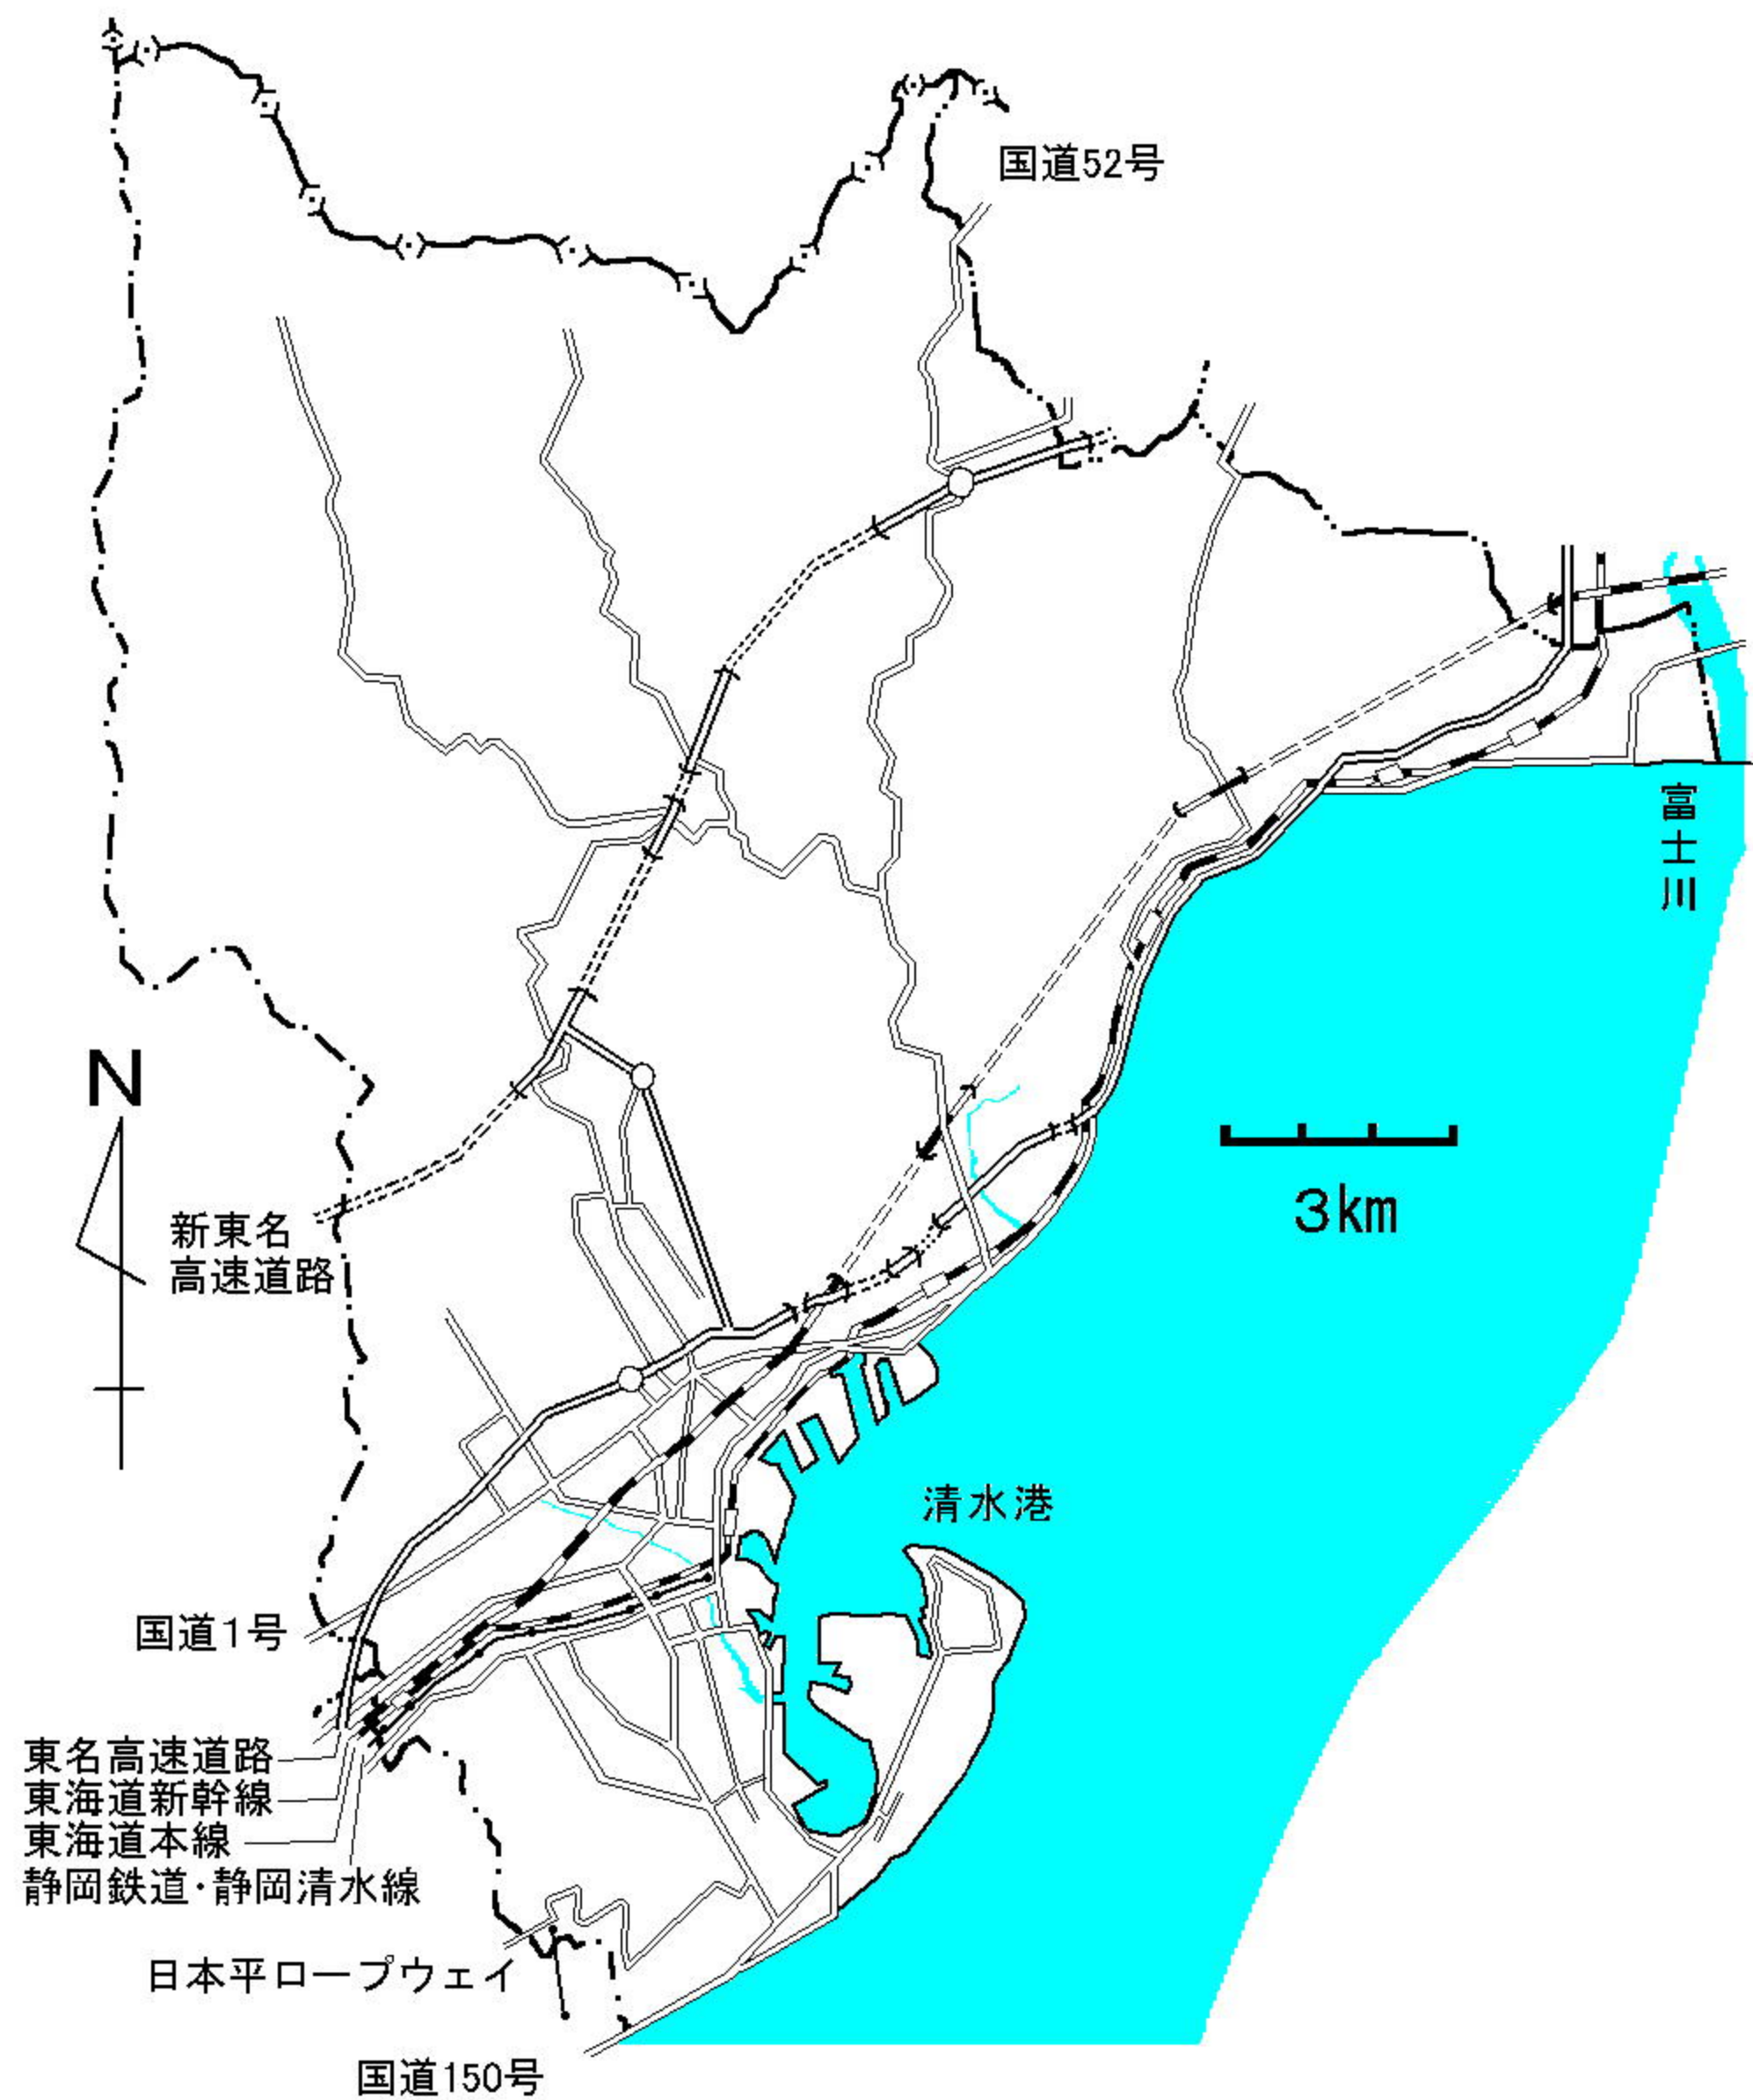 国道52号
富士川
N
3km
新東名
高速道路
清水港
国道1号
東名高速道路
東海道新幹線
東海道本線
静岡鉄道・静岡清水線
日本平ロープウェイ
国道150号